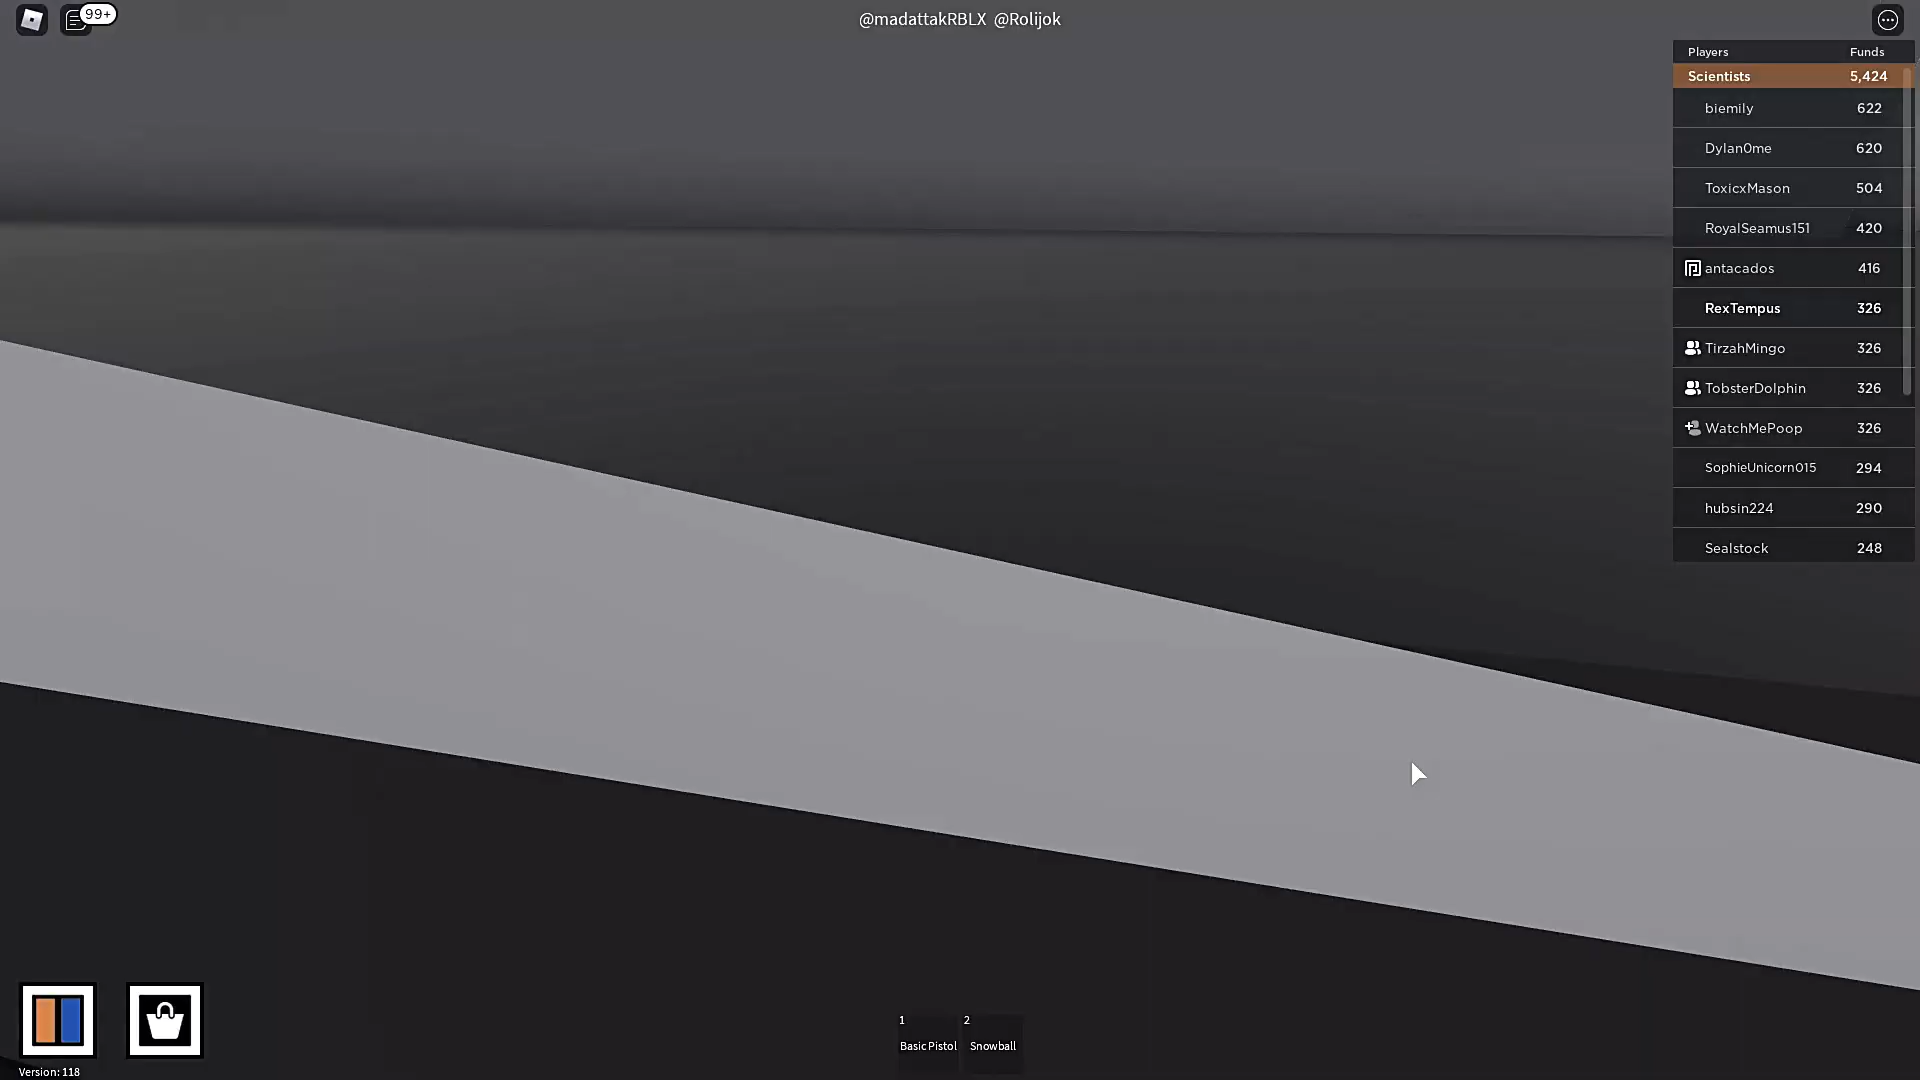 99+
@madattakRBLX @Rolijok
Players Funds
Scientists 5,424
biemily 622
Dylan0me 620
ToxicxMason 504
RoyalSeamus151 420
antacados 416
RexTempus 326
TirzahMingo 326
TobsterDolphin 326
WatchMePoop 326
SophieUnicorn015 294
hubsin224 290
Sealstock 248
1 2
Basic Pistol Snowball
Version: 118